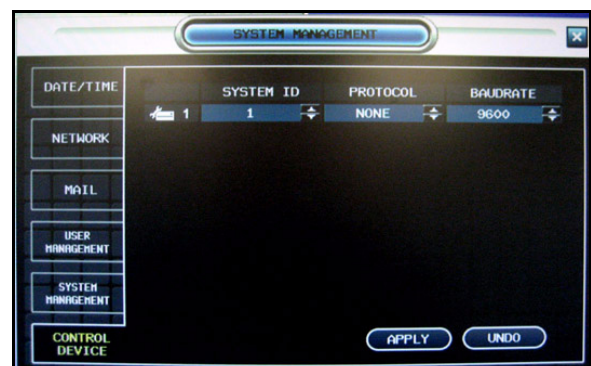 SYSTEM MANAGEMENT
DATE/TIME
NETWORK
MAIL
USER
MANAGEMENT
SYSTEM
MANAGEMENT
CONTROL
DEVICE
SYSTEM ID PROTOCOL BAUDRATE
1 1 NONE 9600
APPLY UNDO